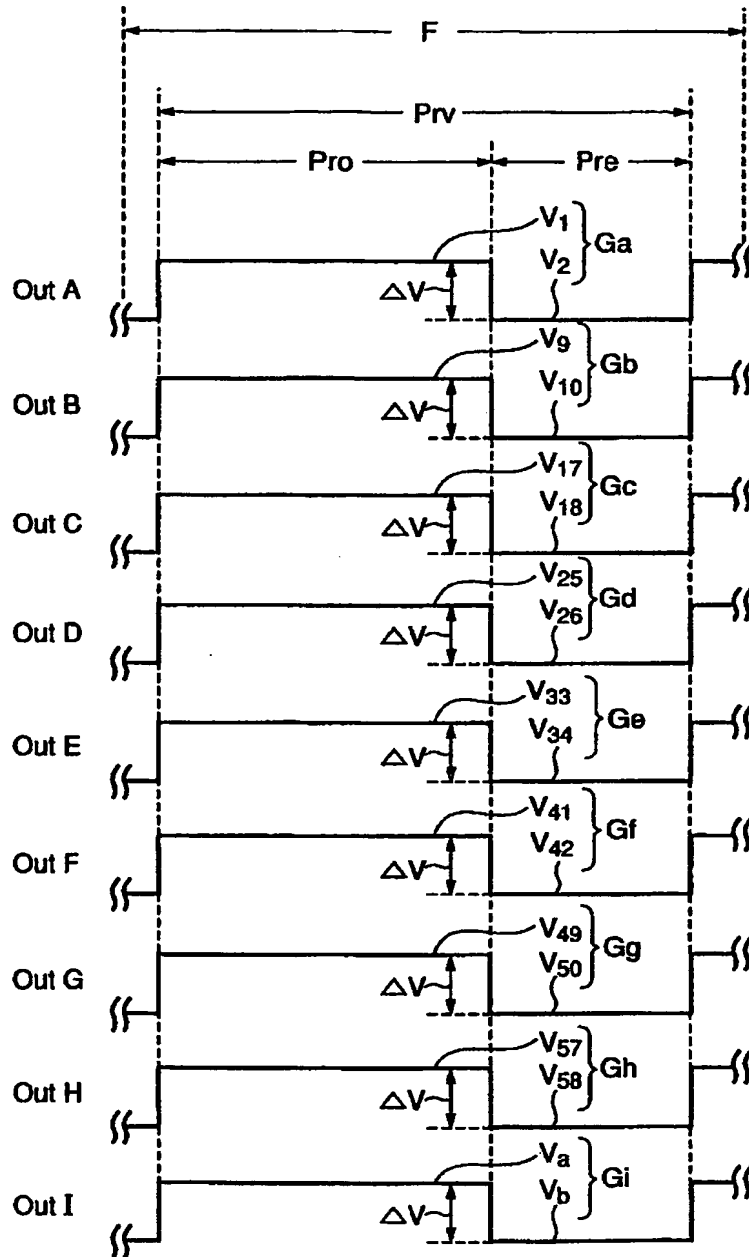 F
Prv
Pro Pre
V1
V2
Ga
Out A
ΔV
V9
V10
Gb
Out B
ΔV
V17
V18
Gc
Out C
ΔV
V25
V26
Gd
Out D
ΔV
V33
V34
Ge
Out E
ΔV
V41
V42
Gf
Out F
ΔV
V49
V50
Gg
Out G
ΔV
V57
V58
Gh
Out H
ΔV
Va
Vb
Gi
Out I
ΔV